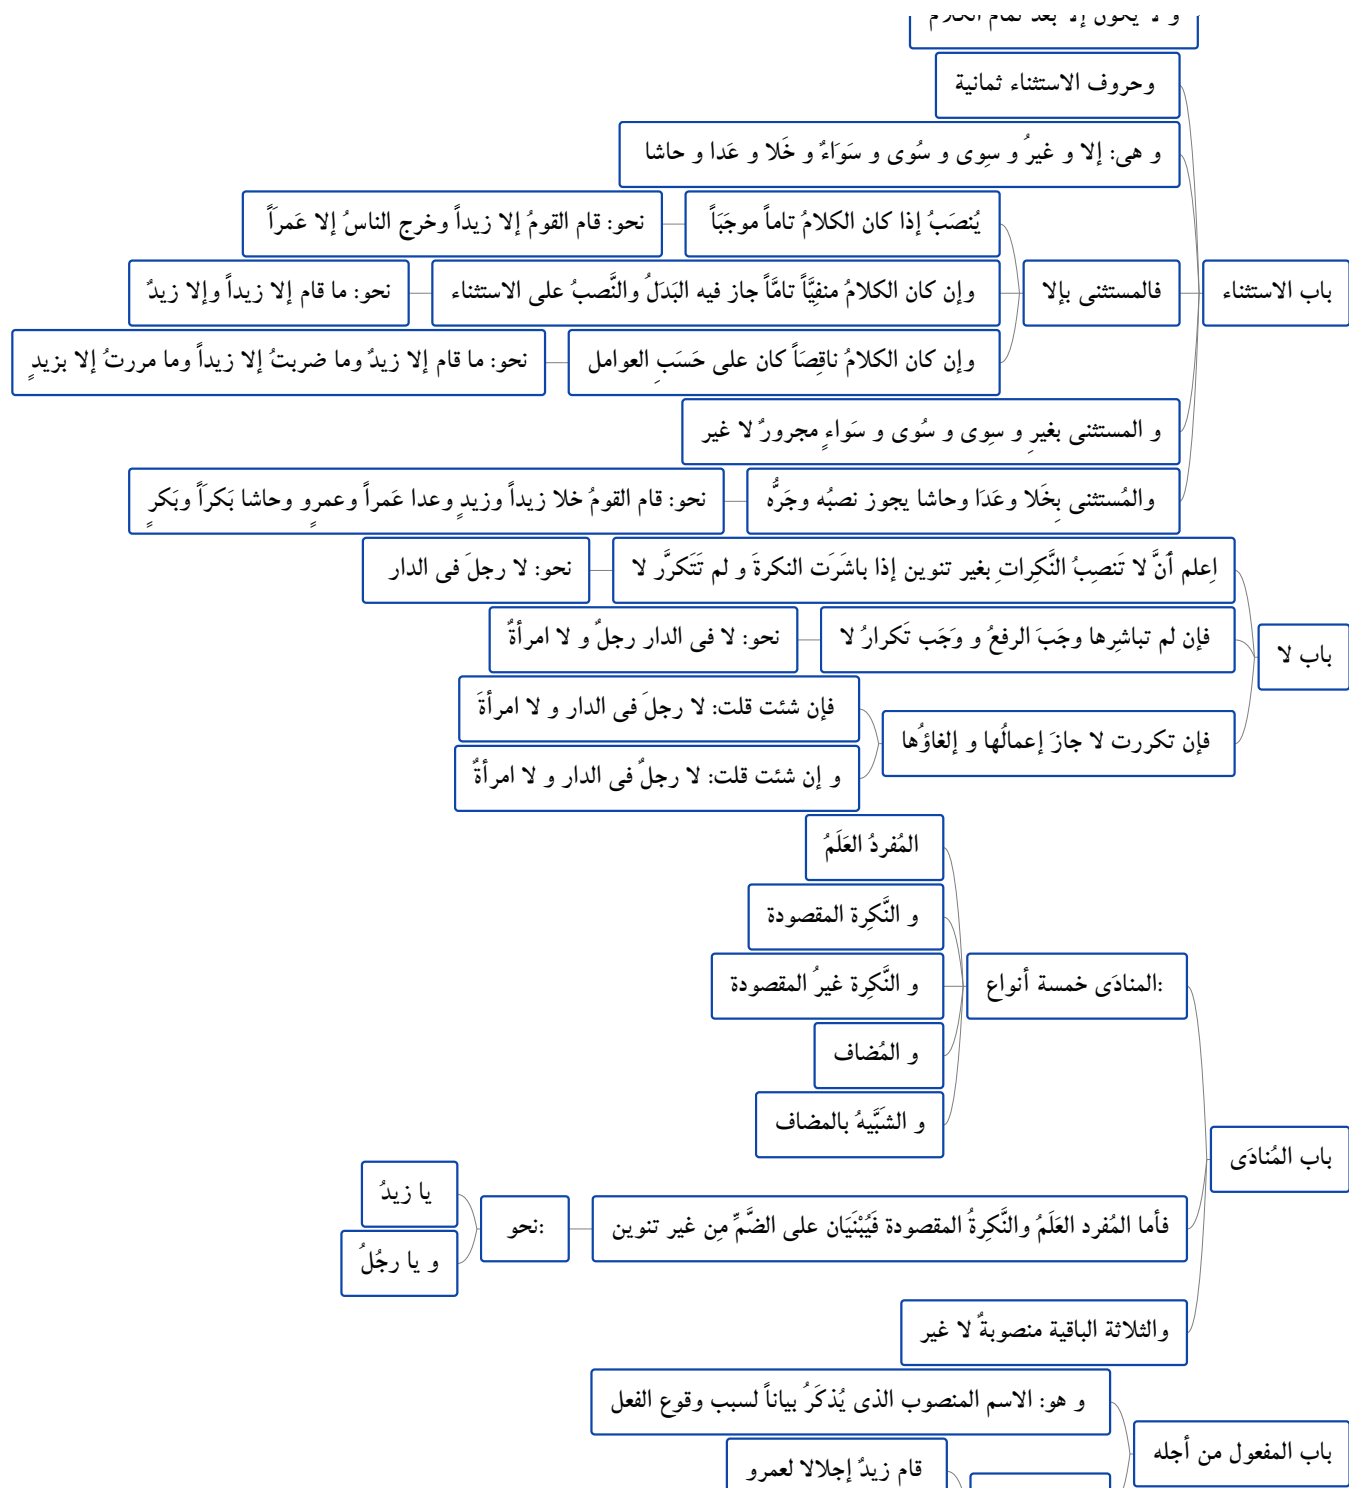 و لا يكون إلا بعد تمام الكلام
باب الاستثناء
وحروف الاستثناء ثمانية
و هى: إلا و غيرُ و سِوى و سُوى و سَوَاءٌ و خَلا و عَدا و حاشا
فالمستثنى بإلا
يُنصَبُ إذا كان الكلامُ تاماً موجَبَاً
نحو: قام القومُ إلا زيداً وخرج الناسُ إلا عَمراً
وإن كان الكلامُ منفِيَّاً تامَّاً جاز فيه البَدَلُ والنَّصبُ على الاستثناء
نحو: ما قام إلا زيداً وإلا زيدٌ
وإن كان الكلامُ ناقِصَاً كان على حَسَبِ العوامل
نحو: ما قام إلا زيدٌ وما ضربتُ إلا زيداً وما مررتُ إلا بزيدٍ
و المستثنى بغيرِ و سِوى و سُوى و سَواءٍ مجرورٌ لا غير
والمُستثنى بِخَلا وعَدَا وحاشا يجوز نصبُه وجَرُّه
نحو: قام القومُ خلا زيداً وزيدٍ وعدا عَمراً وعمرٍو وحاشا بَكرَاً وبَكرٍ
باب لا
اِعلم أنَّ لا تَنصِبُ النَّكِراتِ بغير تنوين إذا باشَرَت النكرةَ و لم تَتَكرَّر لا
نحو: لا رجلَ فى الدار
فإن لم تباشِرها وجَبَ الرفعُ و وَجَب تَكرارُ لا
نحو: لا فى الدار رجلٌ و لا امرأةٌ
فإن تكررت لا جازَ إعمالُها و إلغاؤُها
فإن شئت قلت: لا رجلَ فى الدار و لا امرأةَ
و إن شئت قلت: لا رجلٌ فى الدار و لا امرأةٌ
باب المُنادَى
:المنادَى خمسة أنواع
المُفردُ العَلَمُ
و النَّكِرة المقصودة
و النَّكِرة غيرُ المقصودة
و المُضاف
و الشَبَّيهُ بالمضاف
فأما المُفرد العَلَمُ والنَّكِرةُ المقصودة فَيُبْنَيَان على الضَّمِّ مِن غير تنوين
:نحو
يا زيدُ
و يا رجُلُ
والثلاثة الباقية منصوبةٌ لا غير
باب المفعول من أجله
و هو: الاسم المنصوب الذى يُذكَرُ بياناً لسبب وقوع الفعل
قام زيدٌ إجلالا لعمرو